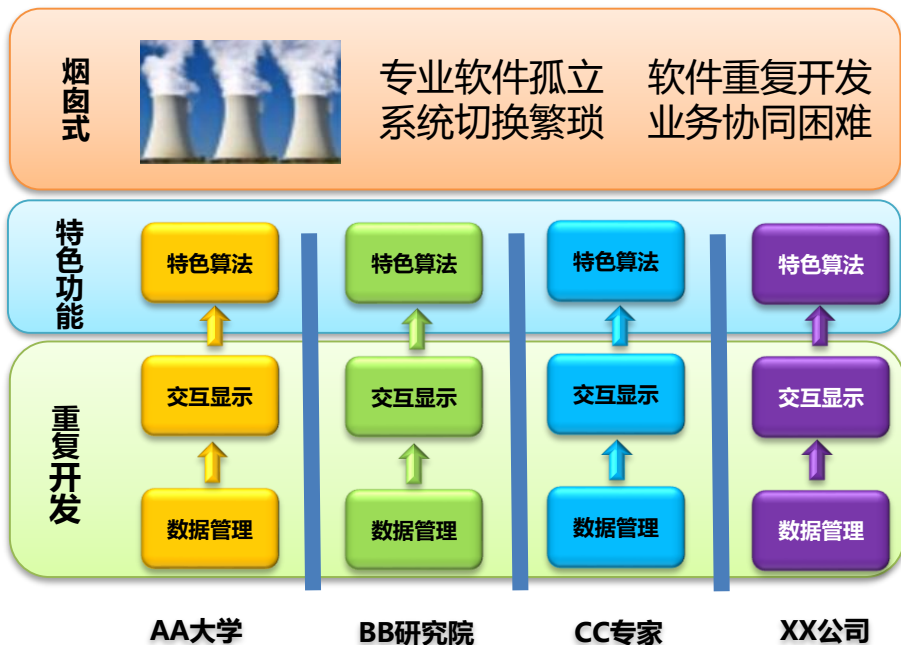 烟囱式
专业软件孤立 软件重复开发
系统切换繁琐 业务协同困难
特色功能
特色算法 特色算法 特色算法 特色算法
重复开发
交互显示 交互显示 交互显示 交互显示
数据管理 数据管理 数据管理 数据管理
AA大学 BB研究院 CC专家 XX公司